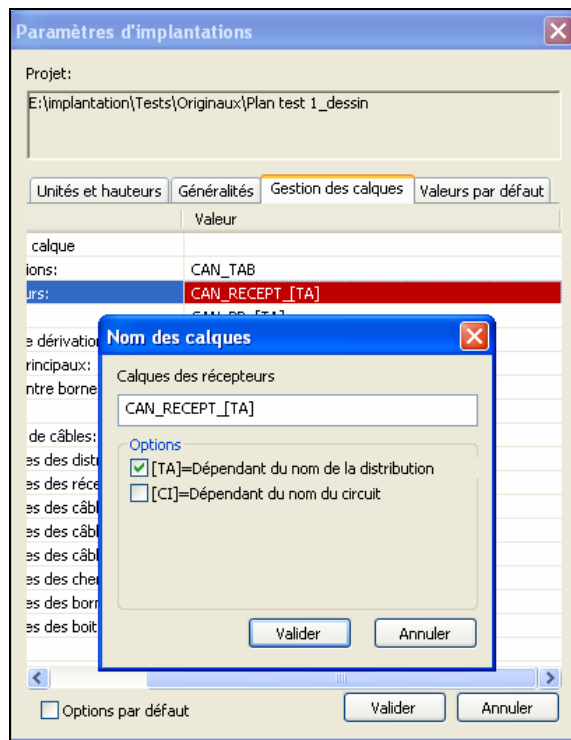 Paramètres d'implantations
Projet:
E:\implantation\Tests\Originaux\Plan test 1_dessin
Unités et hauteurs Généralités Gestion des calques Valeurs par défaut
Valeur
calque
ions: CAN_TAB
urs: CAN_RECEPT_[TA]
Nom des calques
e dérivation
rincipaux:
ntre borne
de câbles:
es des dist
es des réce
es des câbl
es des câbl
es des câbl
es des che
es des born
es des boit
Calques des récepteurs
CAN_RECEPT_[TA]
Options
[TA]=Dépendant du nom de la distribution
[CI]=Dépendant du nom du circuit
Valider Annuler
Options par défaut Valider Annuler